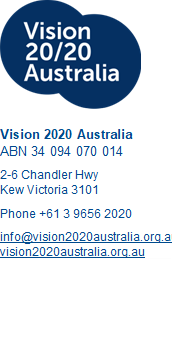 Vision
20/20
Australia
Vision 2020 Australia
ABN 34 094 070 014
2-6 Chandler Hwy
Kew Victoria 3101
Phone +61 3 9656 2020
info@vision2020australia.org.a
vision2020australia.org.au